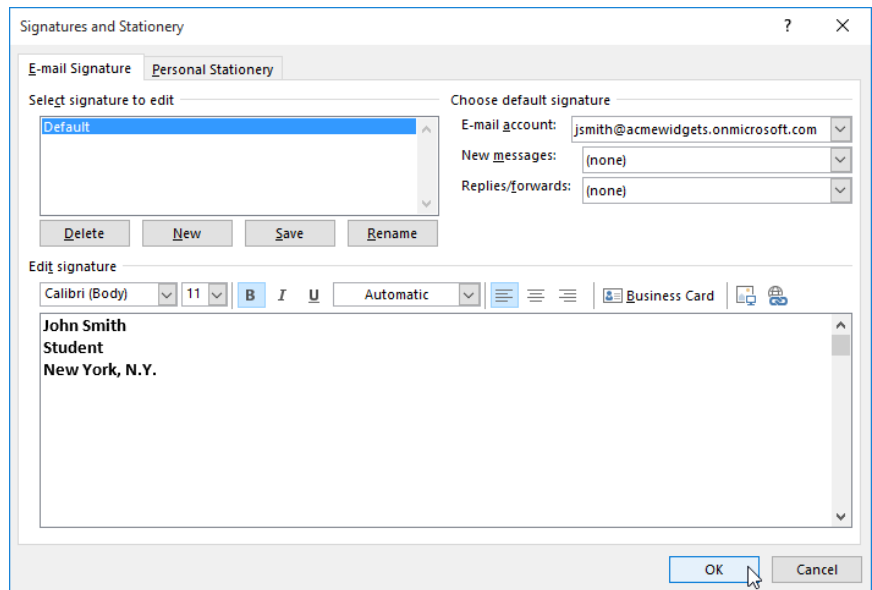 Signatures and Stationery ?
E-mail Signature Personal Stationery
Select signature to edit
Default
Delete New Save Rename
Choose default signature
E-mail account: jsmith@acmewidgets.onmicrosoft.com
New messages: (none)
Replies/forwards: (none)
Edit signature
Calibri (Body) 11 B I U Automatic Business Card
John Smith
Student
New York, N.Y.
OK Cancel